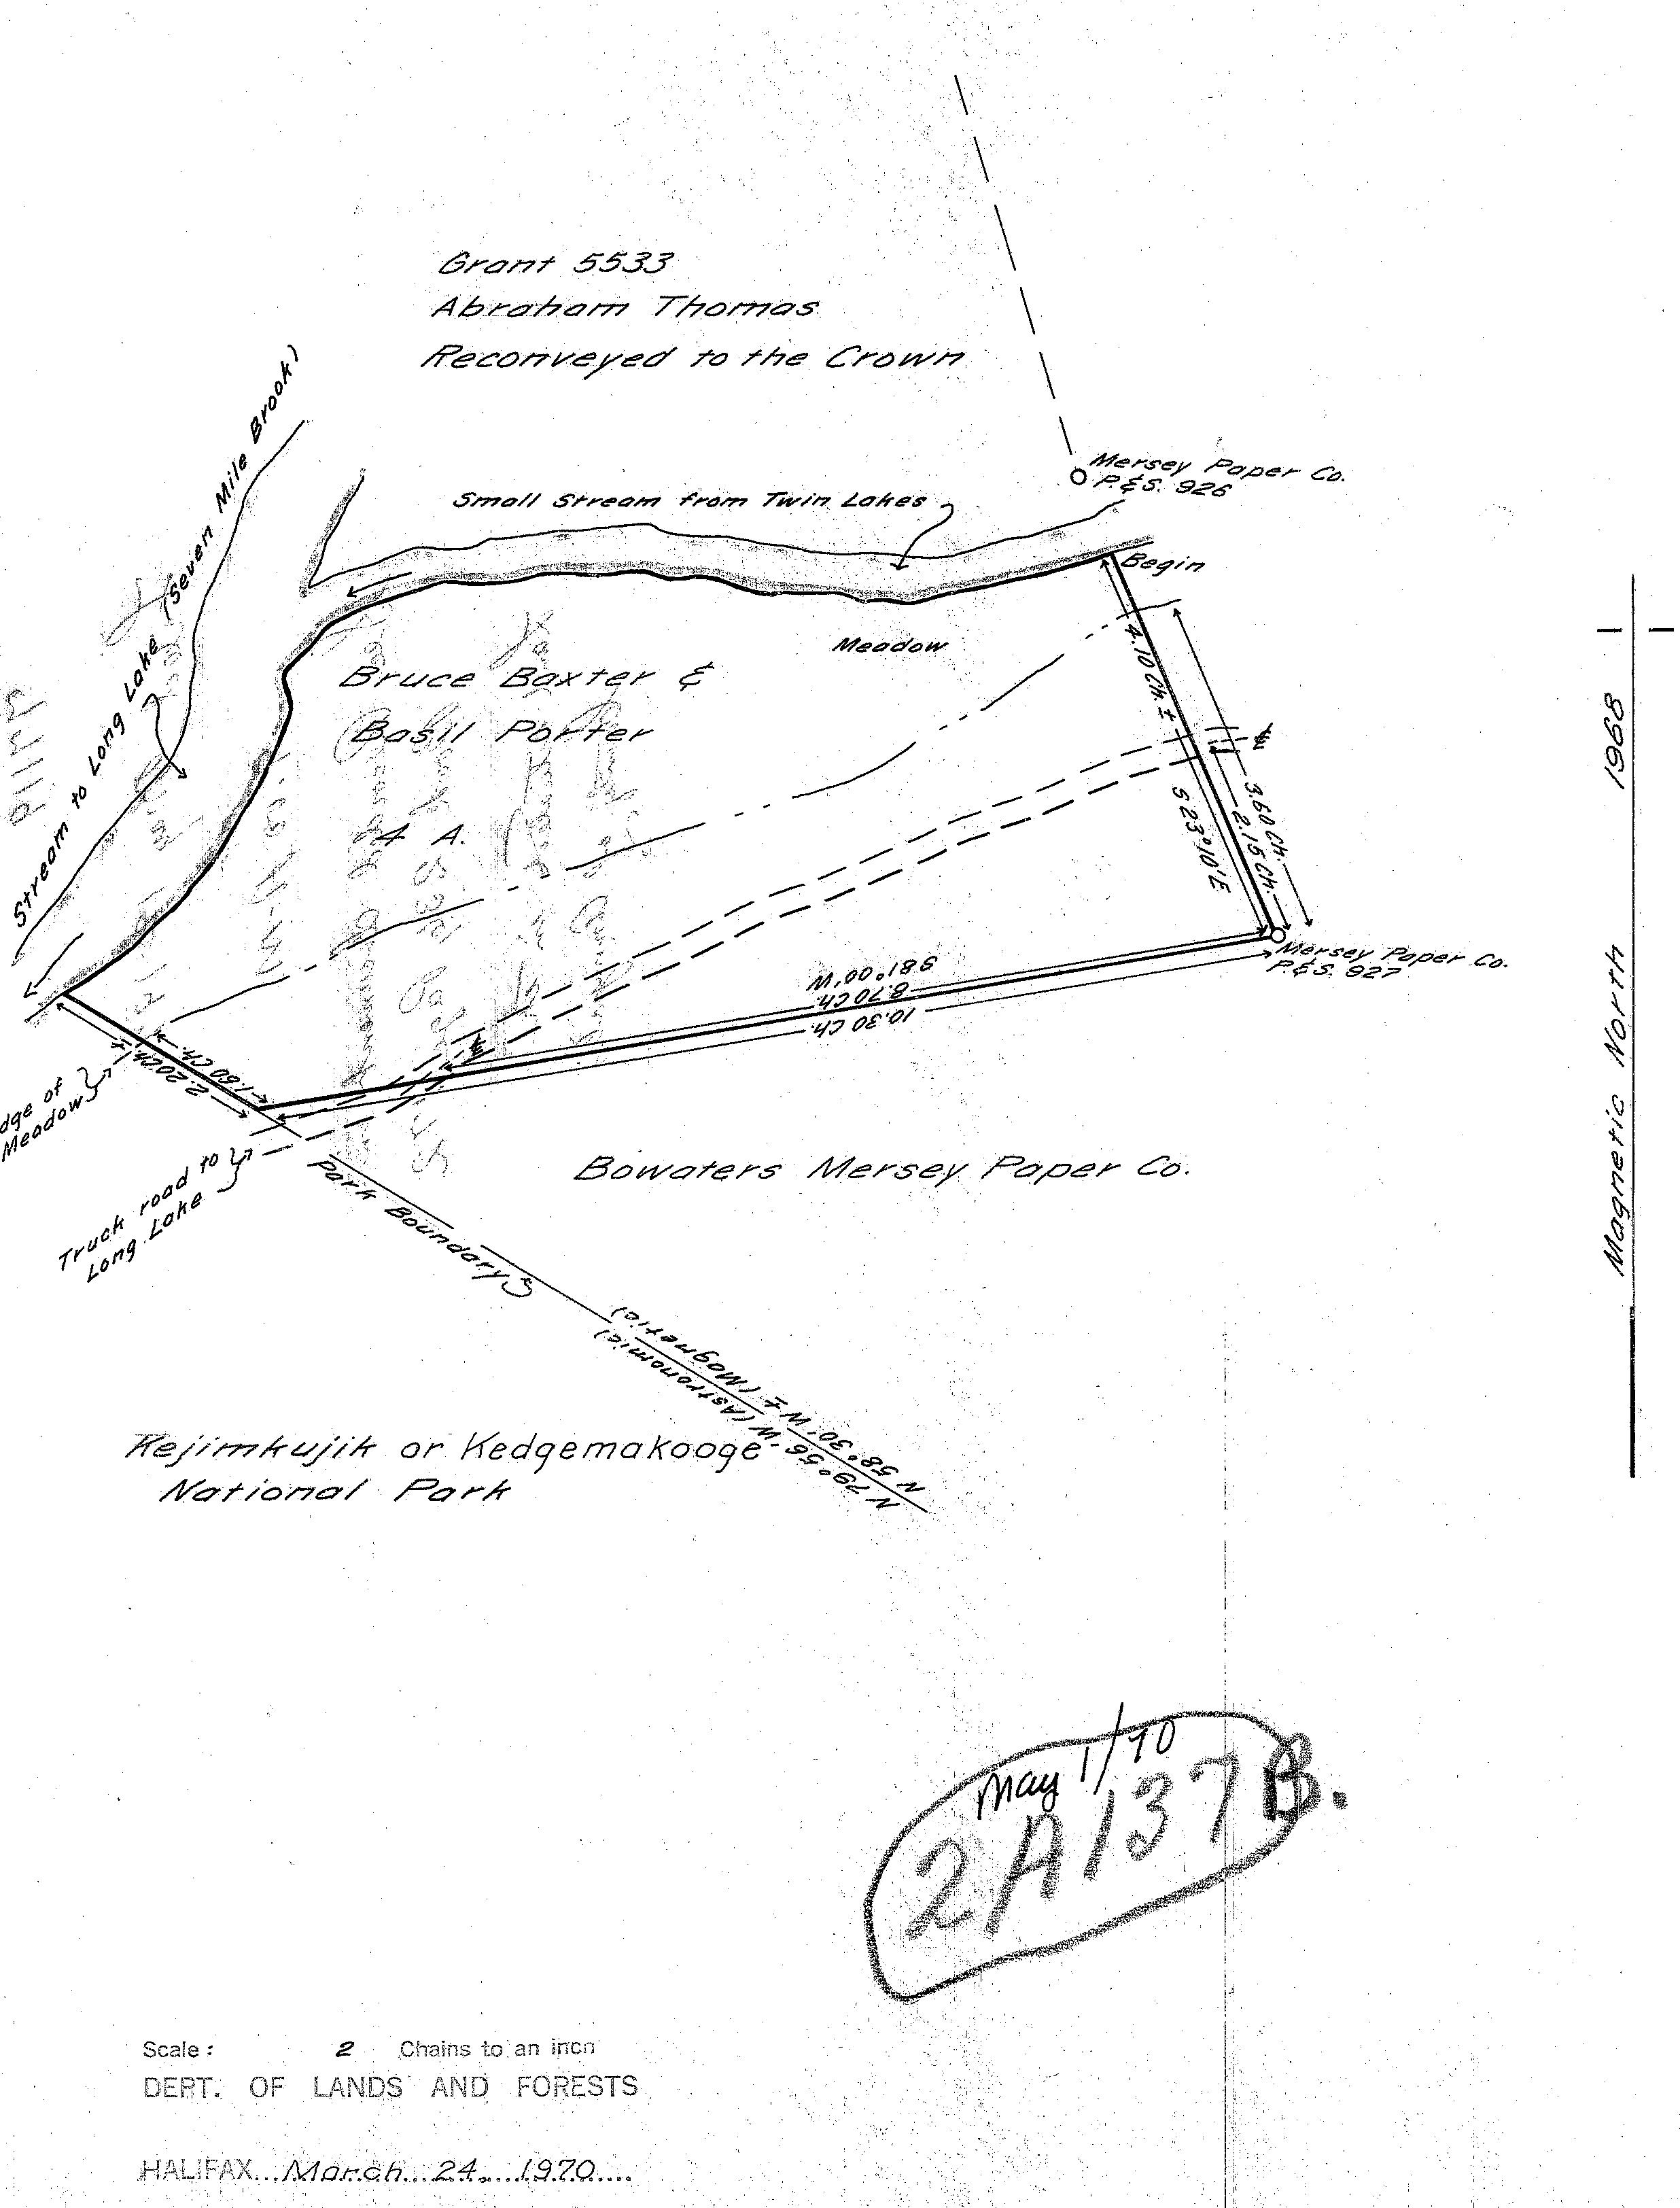 Grant 5533
Abraham Thomas
Reconveyed to the Crown
Stream to Long Lake (Seven Mile Brook)
Mersey Paper Co.
P.&S. 926
Small Stream from Twin Lakes
Begin
Meadow
Bruce Baxter &
Basil Porter
4 A.
4.10 Ch. ±
S 23° 10' E
3.60 Ch.
2.15 Ch.
Mersey Paper Co.
P.&S. 927
S 81° 00' W
8.70 Ch.
10.30 Ch.
1.60 Ch.
2.20 Ch. ±
dge of
Meadow
Truck road to
Long Lake
Park Boundary
Bowaters Mersey Paper Co.
N 58° 30' W ± (Magnetic)
N 79° 56' W (Astronomic)
Kejimkujik or Kedgemakooge
National Park
Magnetic North 1968
May 1/70
2A137B.
Scale: 2 Chains to an inch
DEPT. OF LANDS AND FORESTS
HALIFAX...March 24, 1970....